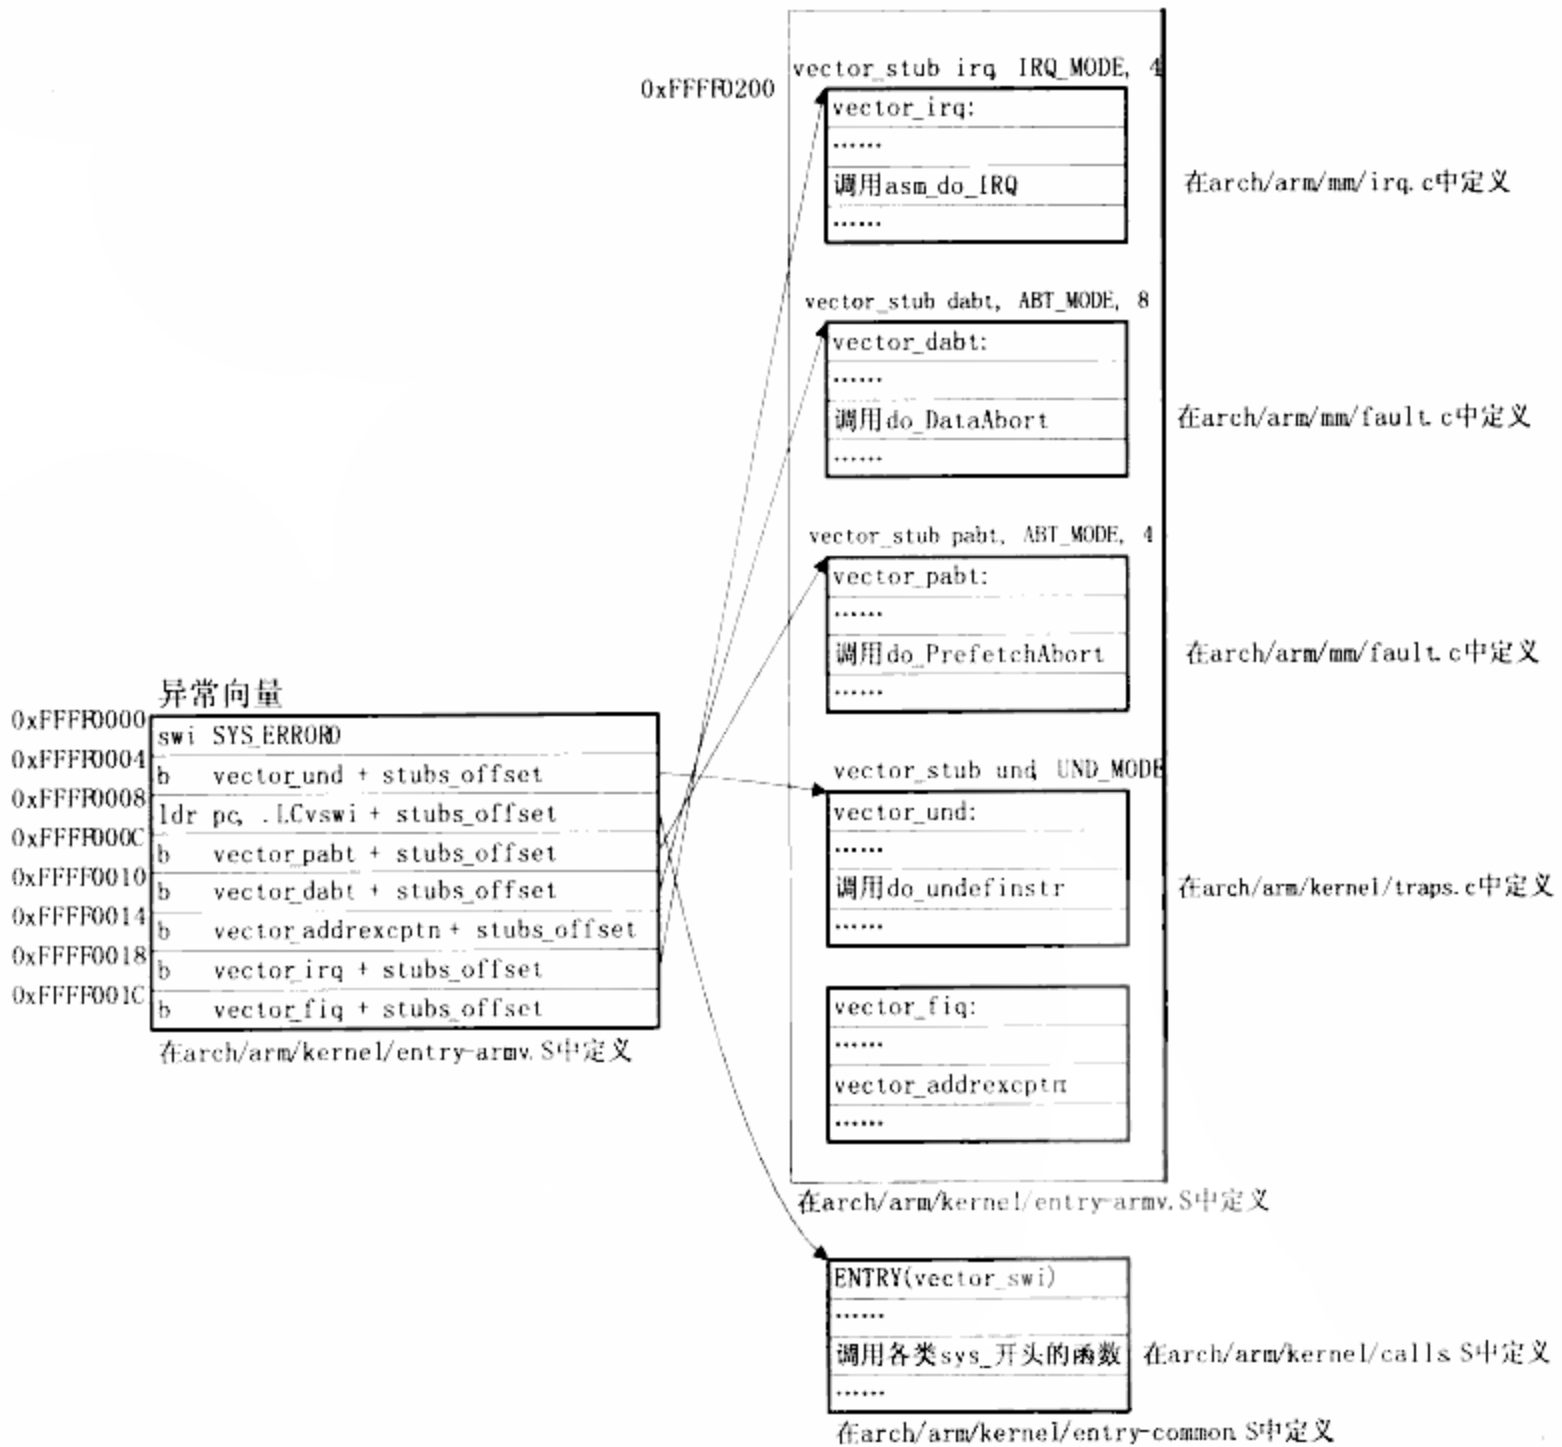 0xFFFF0200
vector_stub irq, IRQ_MODE, 4
vector_irq:
......
调用asm_do_IRQ
......
在arch/arm/mm/irq.c中定义
vector_stub dabt, ABT_MODE, 8
vector_dabt:
......
调用do_DataAbort
......
在arch/arm/mm/fault.c中定义
vector_stub pabt, ABT_MODE, 4
vector_pabt:
......
调用do_PrefetchAbort
......
在arch/arm/mm/fault.c中定义
vector_stub und, UND_MODE
vector_und:
......
调用do_undefinstr
......
在arch/arm/kernel/traps.c中定义
vector_fiq:
......
vector_addrexcptn
......
在arch/arm/kernel/entry-armv.S中定义
异常向量
0xFFFF0000 swi SYS_ERROR0
0xFFFF0004 b vector_und + stubs_offset
0xFFFF0008 ldr pc, .LCvswi + stubs_offset
0xFFFF000C b vector_pabt + stubs_offset
0xFFFF0010 b vector_dabt + stubs_offset
0xFFFF0014 b vector_addrexcptn + stubs_offset
0xFFFF0018 b vector_irq + stubs_offset
0xFFFF001C b vector_fiq + stubs_offset
在arch/arm/kernel/entry-armv.S中定义
ENTRY(vector_swi)
......
调用各类sys_开头的函数
......
在arch/arm/kernel/calls.S中定义
在arch/arm/kernel/entry-common.S中定义